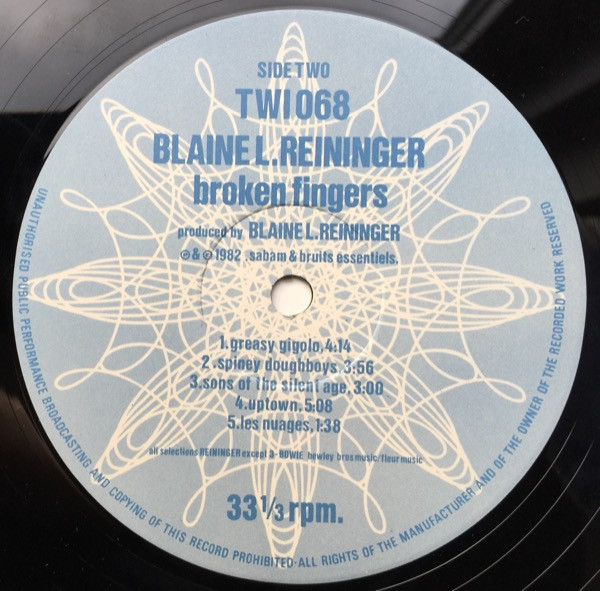 SIDE TWO
TWI 068
BLAINE L. REININGER
broken fingers
produced by BLAINE L. REININGER
℗ & © 1982 . sabam & bruits essentiels.
1. greasy gigolo, 4:14
2 . spiney doughboys, 3:56
3. sons of the silent age, 3:00
4. uptown, 5:08
5. les nuages, 1:38
all selections REININGER except 3- BOWIE bewley bros music/fleur music
33 1/3 rpm.
UNAUTHORISED PUBLIC PERFORMANCE BROADCASTING AND COPYING OF THIS RECORD PROHIBITED·ALL RIGHTS OF THE MANUFACTURER AND OF THE OWNER OF THE RECORDED WORK RESERVED